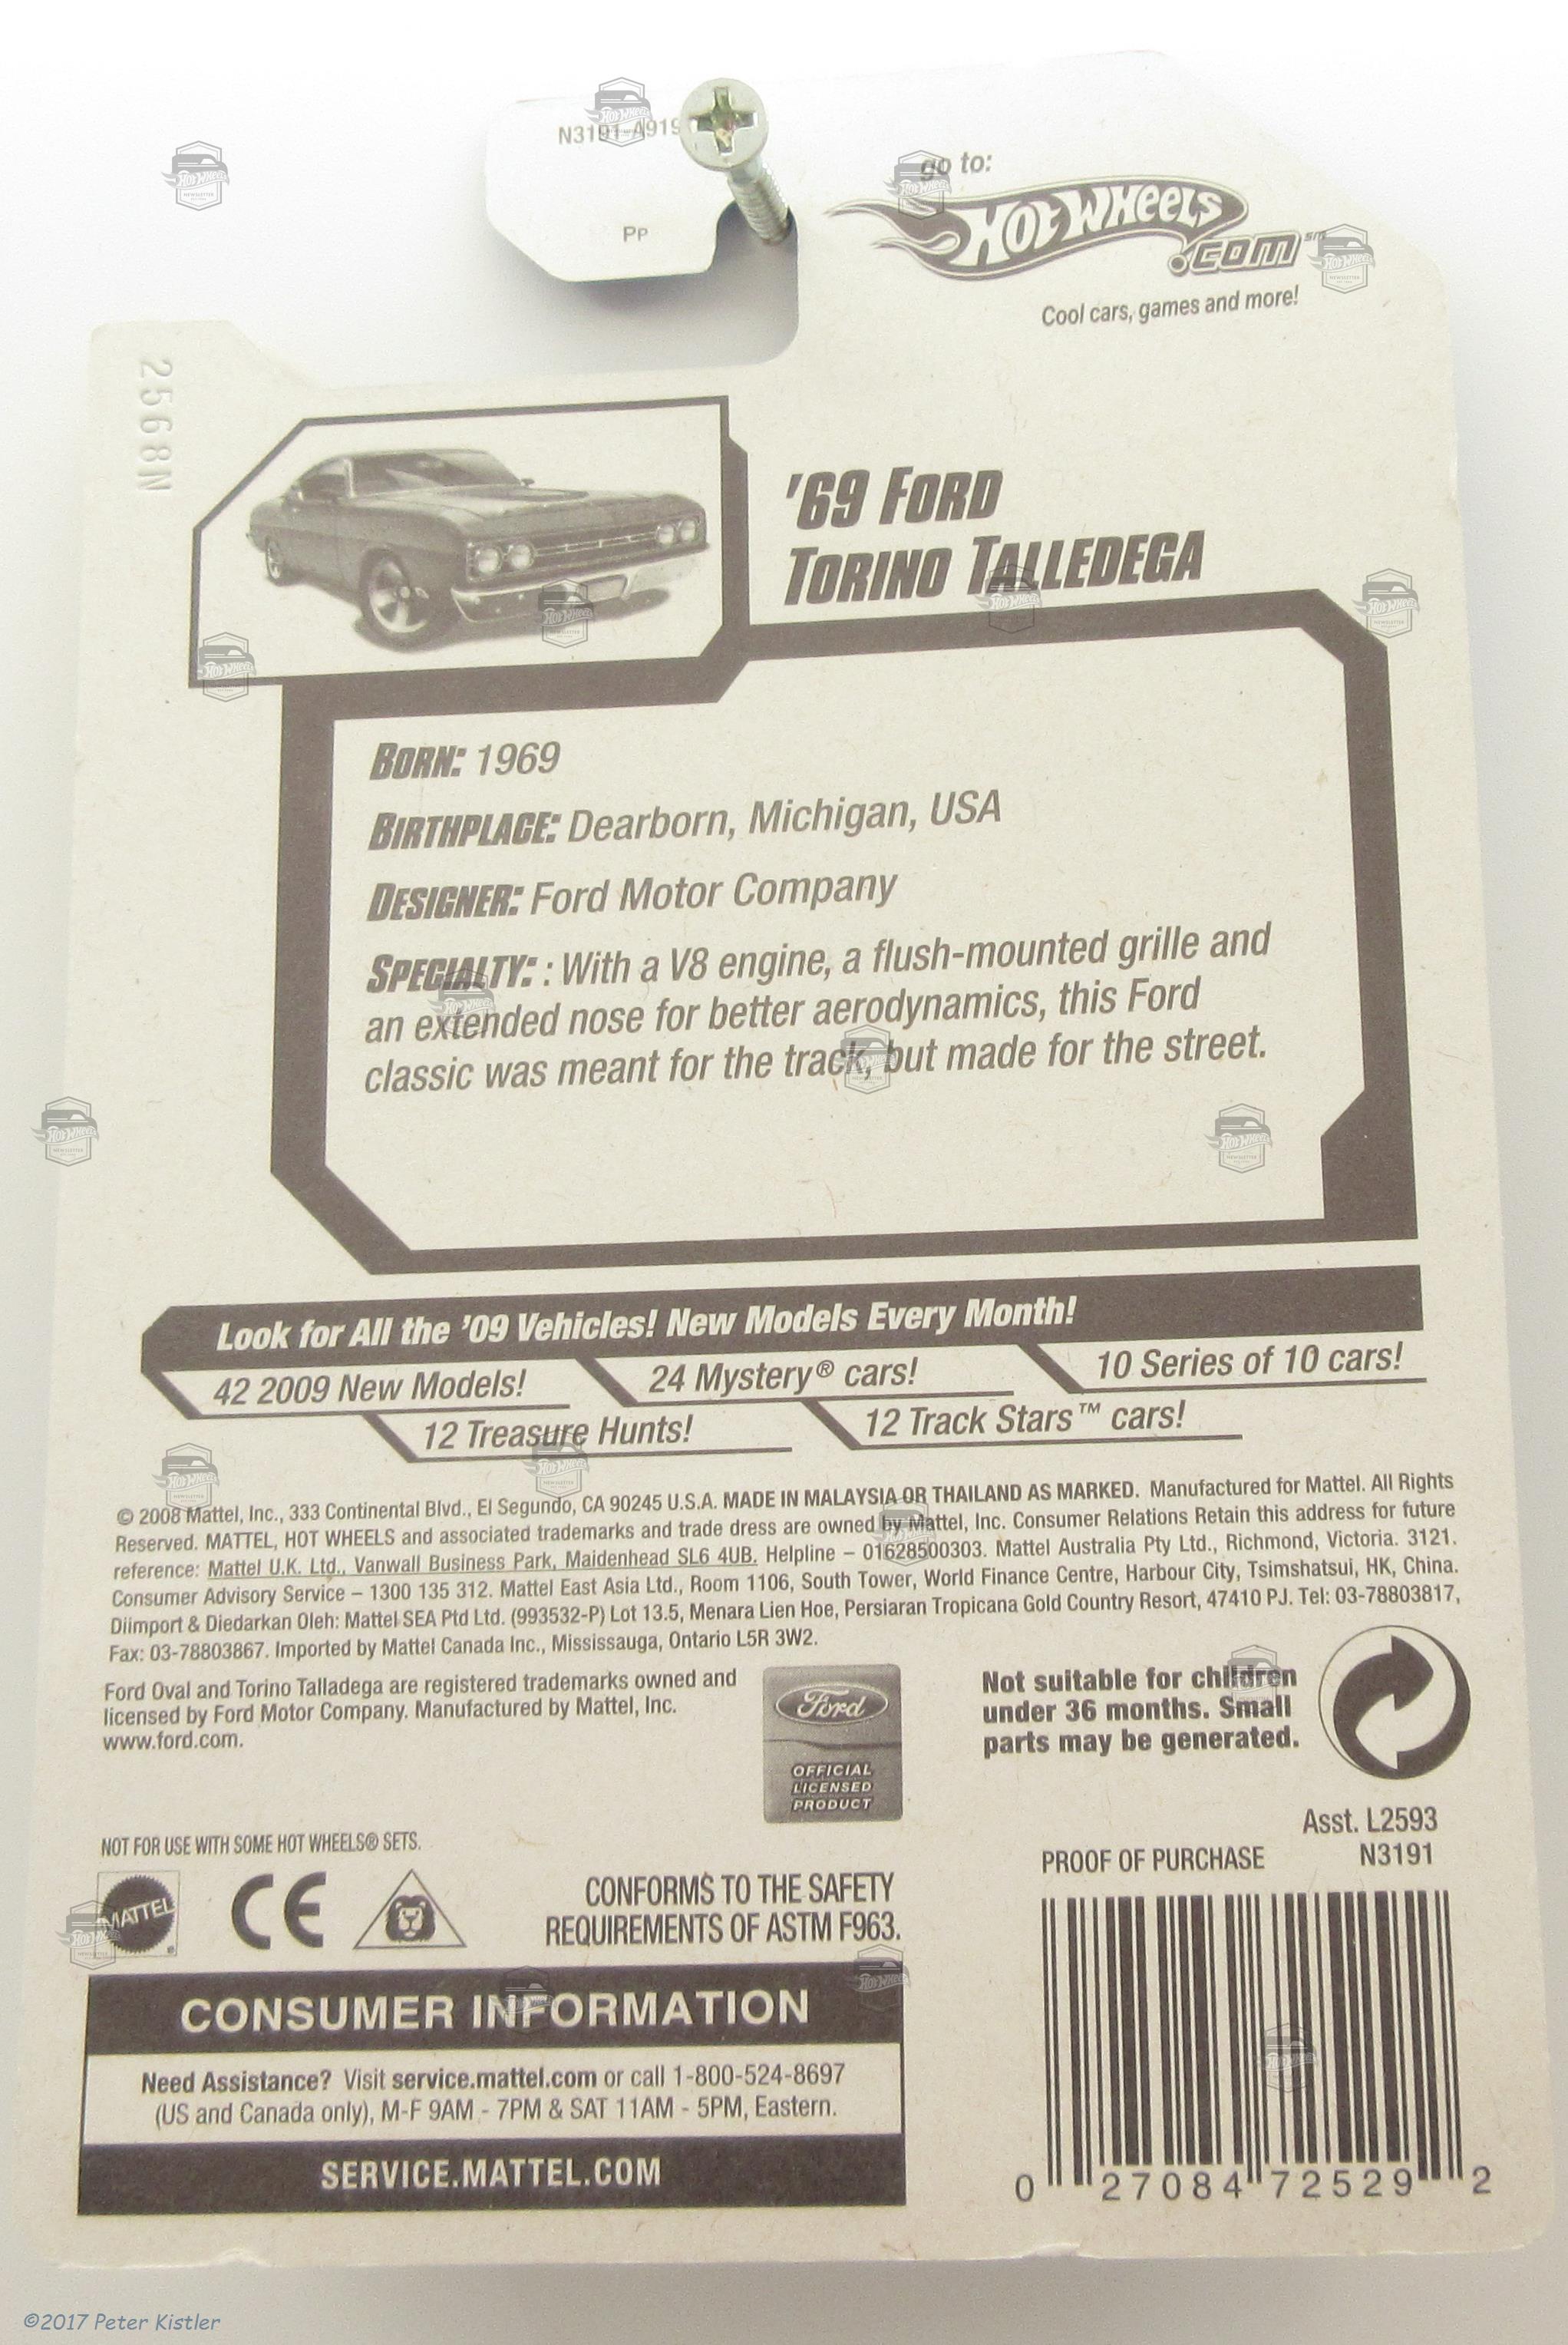 N3191-A919
PP
go to:
Hot Wheels
.com℠
Cool cars, games and more!
2568N
'69 FORD
TORINO TALLEDEGA
BORN: 1969
BIRTHPLACE: Dearborn, Michigan, USA
DESIGNER: Ford Motor Company
SPECIALTY: : With a V8 engine, a flush-mounted grille and
an extended nose for better aerodynamics, this Ford
classic was meant for the track, but made for the street.
Look for All the '09 Vehicles! New Models Every Month!
42 2009 New Models!
24 Mystery® cars!
10 Series of 10 cars!
12 Treasure Hunts!
12 Track Stars™ cars!
© 2008 Mattel, Inc., 333 Continental Blvd., El Segundo, CA 90245 U.S.A. MADE IN MALAYSIA OR THAILAND AS MARKED. Manufactured for Mattel. All Rights
Reserved. MATTEL, HOT WHEELS and associated trademarks and trade dress are owned by Mattel, Inc. Consumer Relations Retain this address for future
reference: Mattel U.K. Ltd., Vanwall Business Park, Maidenhead SL6 4UB. Helpline – 01628500303. Mattel Australia Pty Ltd., Richmond, Victoria. 3121.
Consumer Advisory Service – 1300 135 312. Mattel East Asia Ltd., Room 1106, South Tower, World Finance Centre, Harbour City, Tsimshatsui, HK, China.
Diimport & Diedarkan Oleh: Mattel SEA Ptd Ltd. (993532-P) Lot 13.5, Menara Lien Hoe, Persiaran Tropicana Gold Country Resort, 47410 PJ. Tel: 03-78803817,
Fax: 03-78803867. Imported by Mattel Canada Inc., Mississauga, Ontario L5R 3W2.
Ford Oval and Torino Talladega are registered trademarks owned and
licensed by Ford Motor Company. Manufactured by Mattel, Inc.
www.ford.com.
Ford
OFFICIAL
LICENSED
PRODUCT
Not suitable for children
under 36 months. Small
parts may be generated.
Asst. L2593
PROOF OF PURCHASE
N3191
NOT FOR USE WITH SOME HOT WHEELS® SETS.
MATTEL
®
CE
CONFORMS TO THE SAFETY
REQUIREMENTS OF ASTM F963.
CONSUMER INFORMATION
Need Assistance? Visit service.mattel.com or call 1-800-524-8697
(US and Canada only), M-F 9AM - 7PM & SAT 11AM - 5PM, Eastern.
SERVICE.MATTEL.COM
0 27084 72529 2
©2017 Peter Kistler